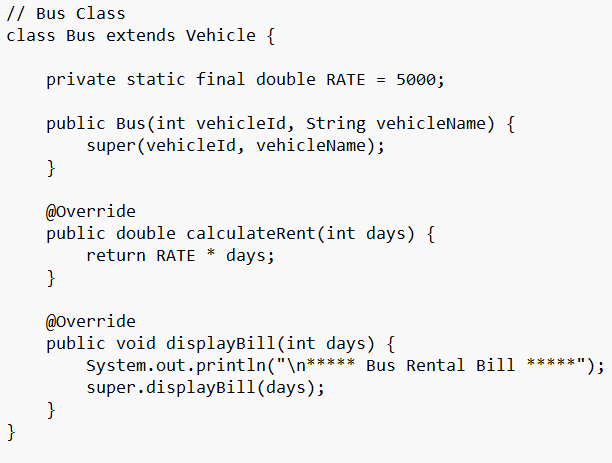 // Bus Class
class Bus extends Vehicle {

    private static final double RATE = 5000;

    public Bus(int vehicleId, String vehicleName) {
        super(vehicleId, vehicleName);
    }

    @Override
    public double calculateRent(int days) {
        return RATE * days;
    }

    @Override
    public void displayBill(int days) {
        System.out.println("\n***** Bus Rental Bill *****");
        super.displayBill(days);
    }
}